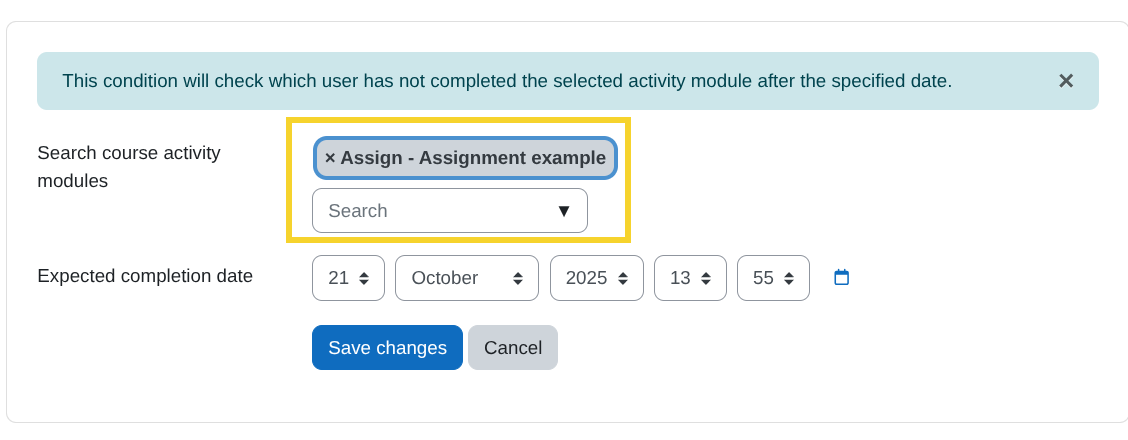 This condition will check which user has not completed the selected activity module after the specified date. ×
Search course activity
modules
× Assign - Assignment example
Search ▼
Expected completion date
21 October 2025 13 55
Save changes Cancel